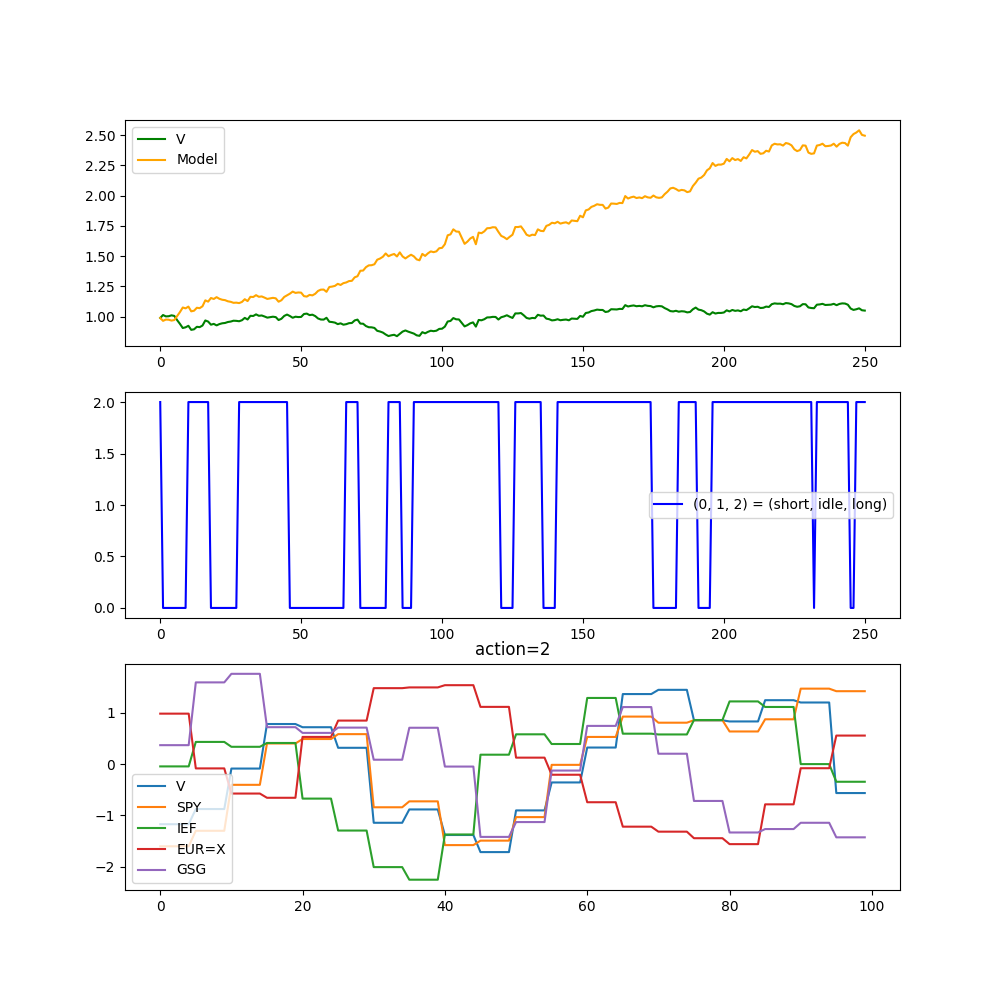 2.50
2.25
2.00
1.75
1.50
1.25
1.00
V
Model
0 50 100 150 200 250
2.0
1.5
1.0
0.5
0.0
(0, 1, 2) = (short, idle, long)
0 50 100 150 200 250
action=2
1
0
−1
−2
V
SPY
IEF
EUR=X
GSG
0 20 40 60 80 100